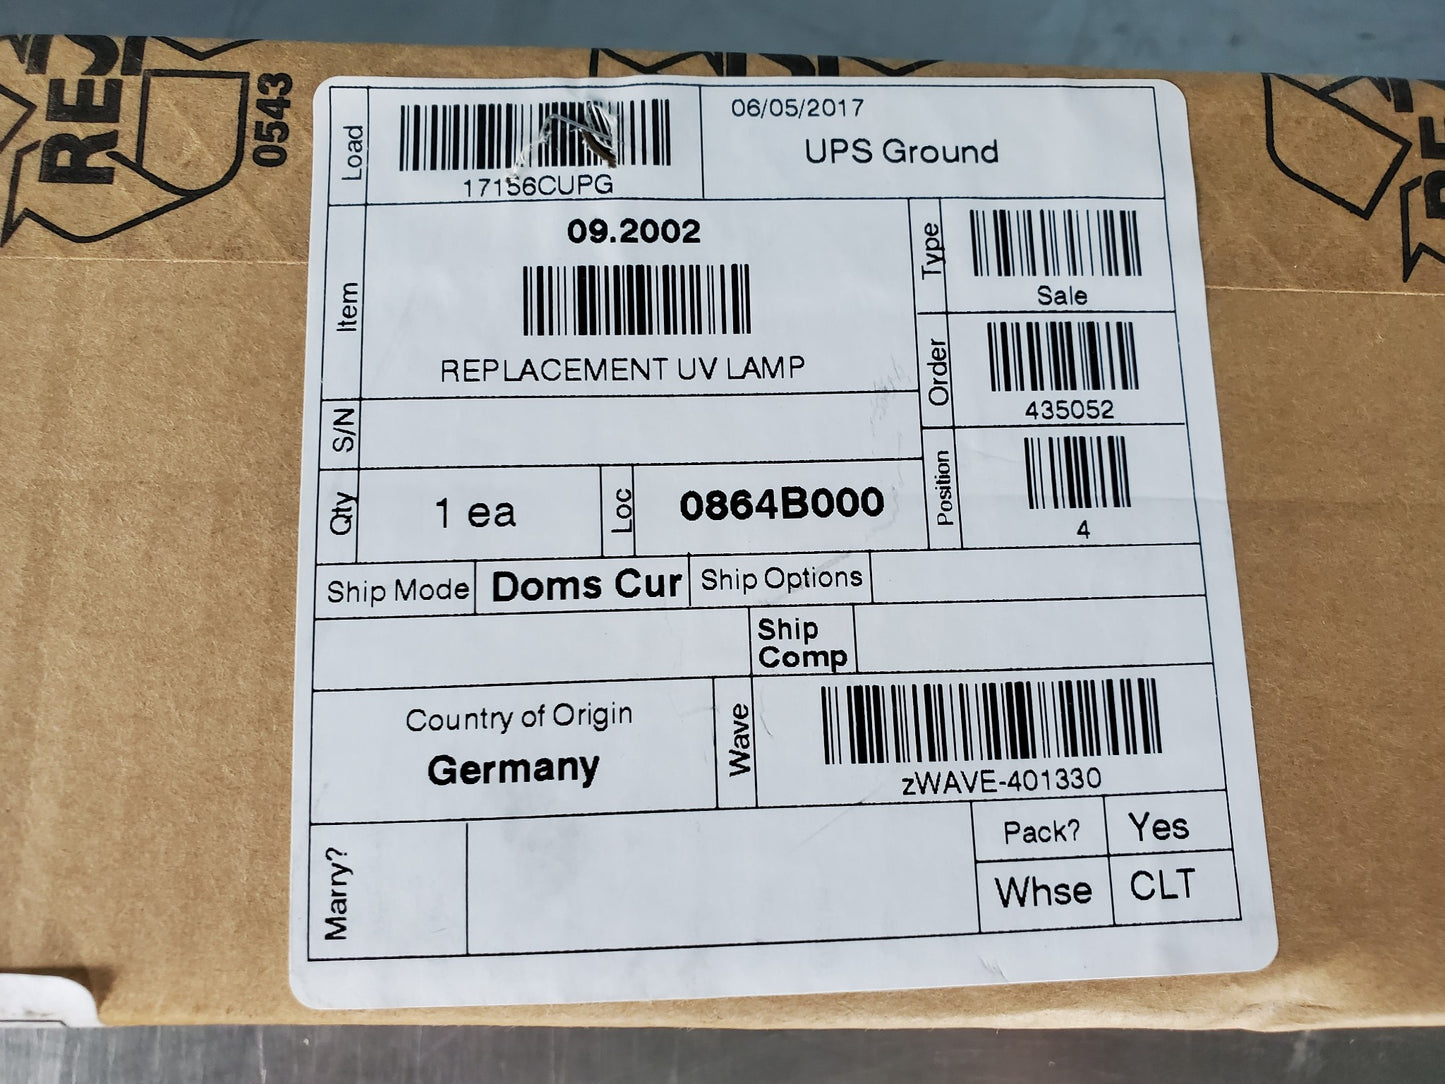 RES
0543
Load
17156CUPG
06/05/2017
UPS Ground
Item
09.2002
REPLACEMENT UV LAMP
Type
Sale
Order
435052
Position
4
S/N
Qty
1 ea
Loc
0864B000
Ship Mode
Doms Cur
Ship Options
Ship
Comp
Country of Origin
Germany
Wave
zWAVE-401330
Marry?
Pack?
Yes
Whse
CLT